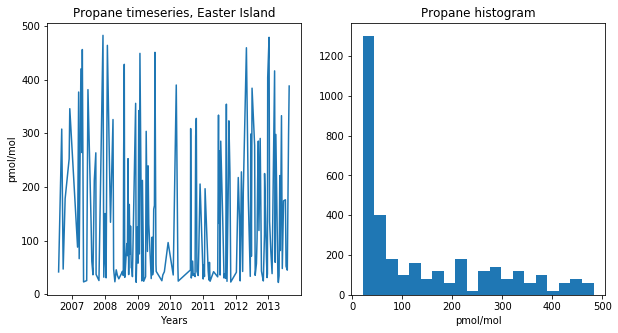 Propane timeseries, Easter Island
500
400
300
200
100
0
pmol/mol
2007 2008 2009 2010 2011 2012 2013
Years
Propane histogram
1200
1000
800
600
400
200
0
0 100 200 300 400 500
pmol/mol